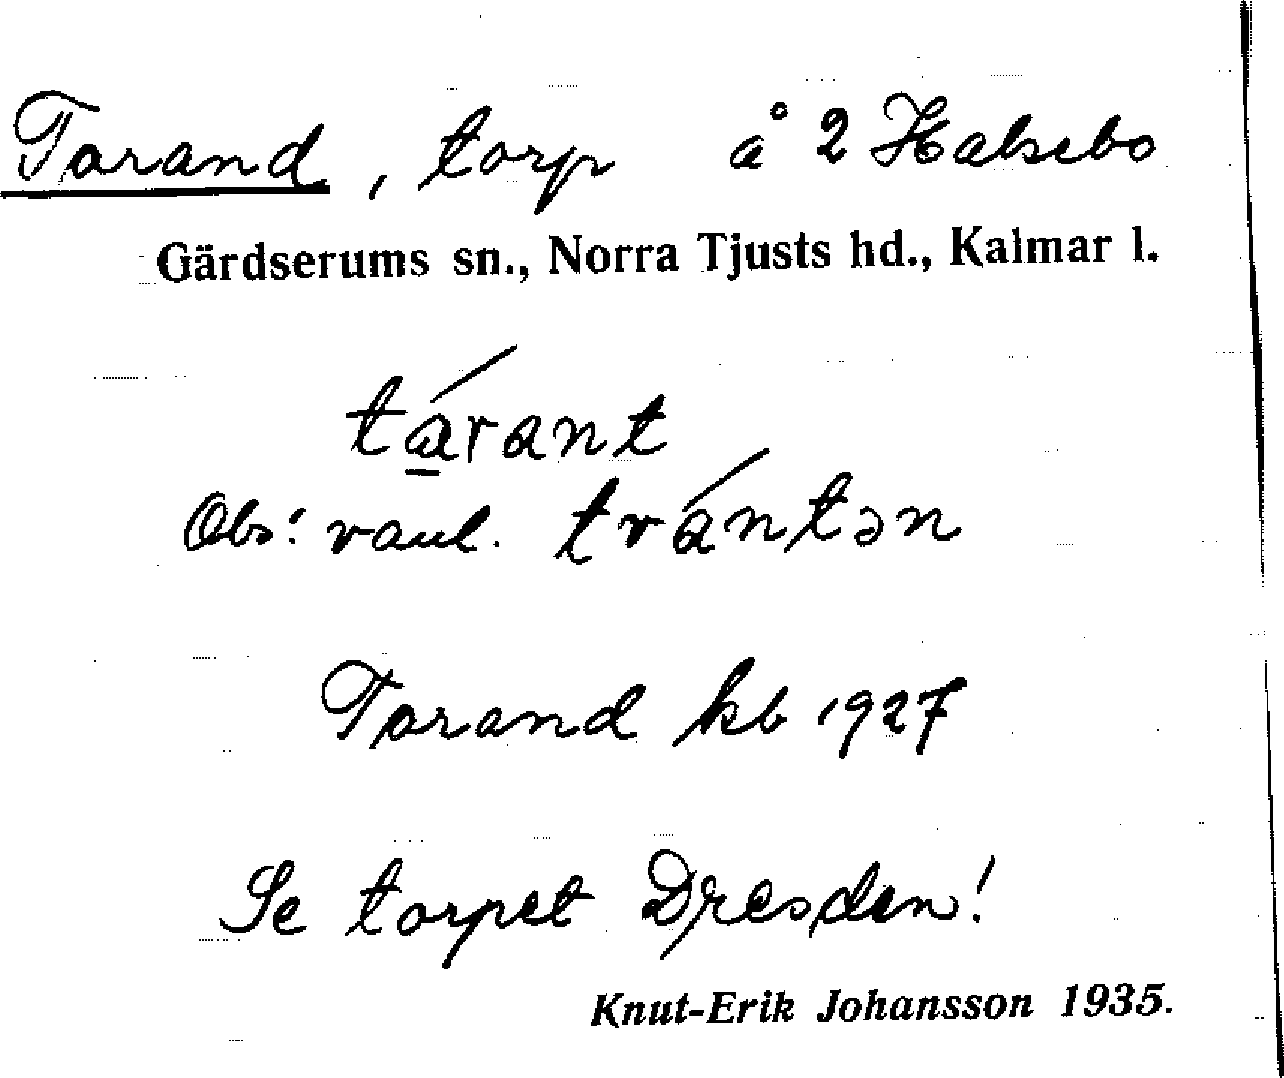 Tarand, torp å 2 Halsebo
Gärdserums sn., Norra Tjusts hd., Kalmar l.
tárant
Obs! vanl. trántən
Tarand kb 1927
Se torpet Dresden!
Knut-Erik Johansson 1935.